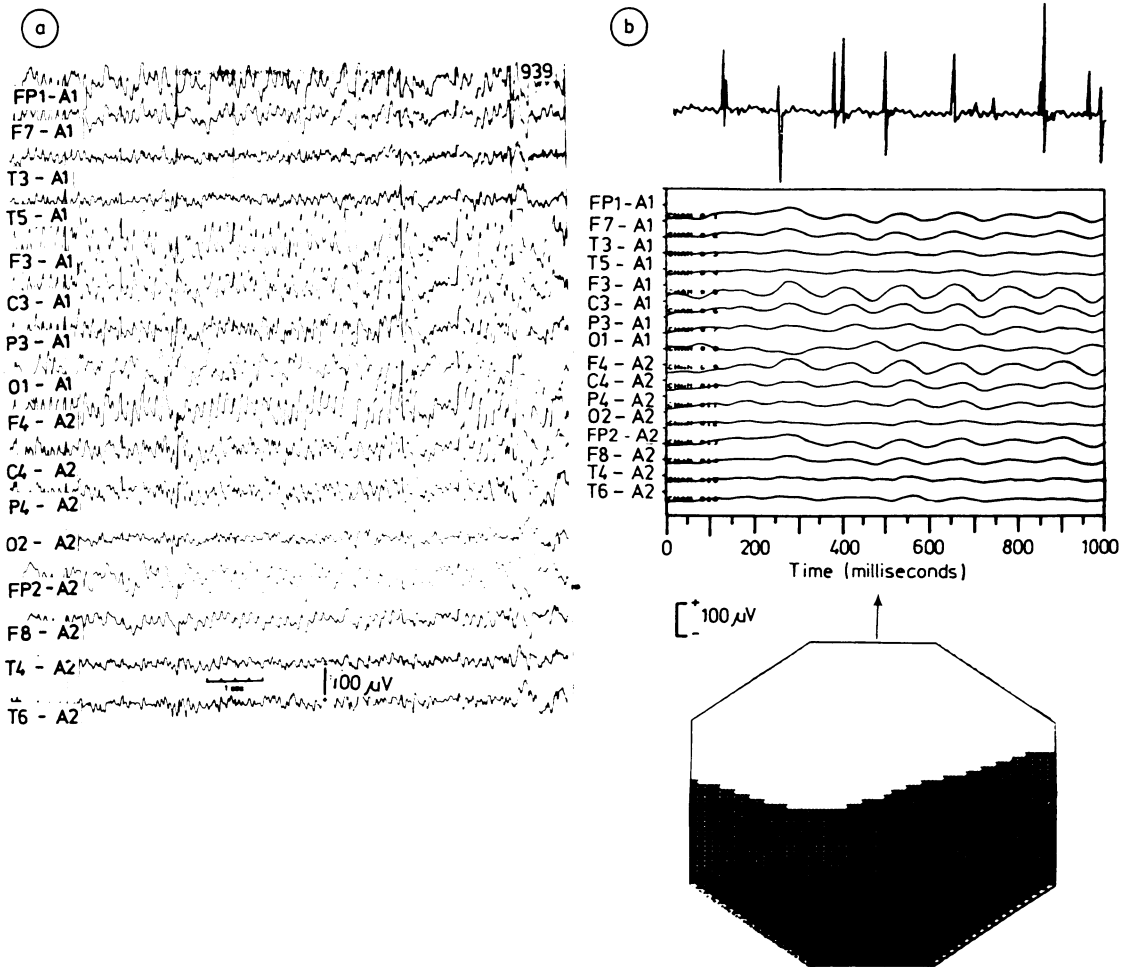 a
939
FP1-A1
F7 - A1
T3 - A1
T5 - A1
F3 - A1
C3 - A1
P3 - A1
O1 - A1
F4 - A2
C4 - A2
P4 - A2
O2 - A2
FP2-A2
F8 - A2
T4 - A2
100 µV
T6 - A2
b
FP1-A1
F7 - A1
T3 - A1
T5 - A1
F3 - A1
C3 - A1
P3 - A1
O1 - A1
F4 - A2
C4 - A2
P4 - A2
O2 - A2
FP2 - A2
F8 - A2
T4 - A2
T6 - A2
0 200 400 600 800 1000
Time (milliseconds)
+ 100 µV
-